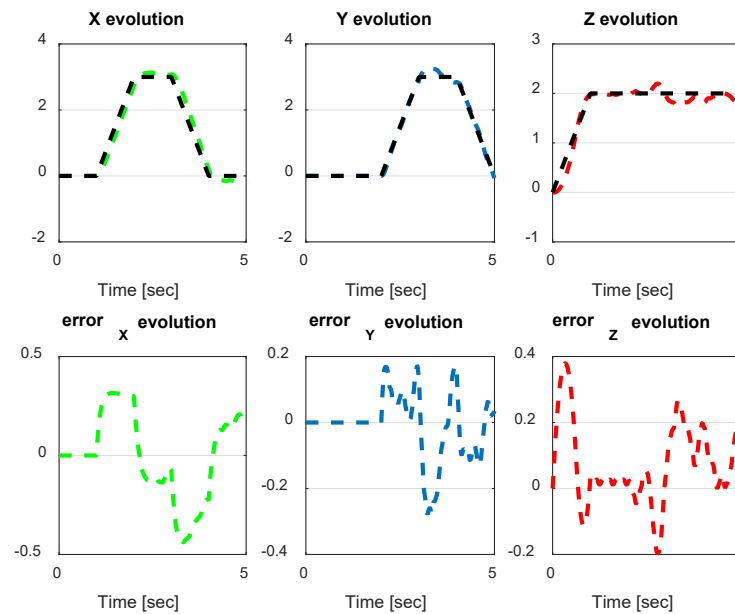 X evolution Y evolution Z evolution
4 4 3
2 2 2
1
0 0 0
-2 -2 -1
0 5 0 5 0
Time [sec] Time [sec] Time [sec]
error X evolution error Y evolution error Z evolution
0.5 0.2 0.4
0 0 0.2
-0.2 0
-0.5 -0.4 -0.2
0 5 0 5 0
Time [sec] Time [sec] Time [sec]